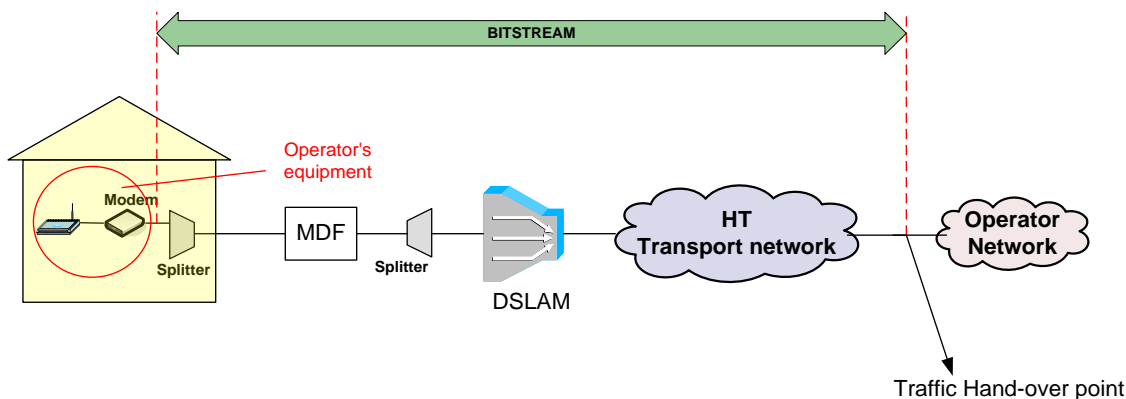 BITSTREAM
Operator's
equipment
Modem
Splitter
MDF
Splitter
DSLAM
HT
Transport network
Operator
Network
Traffic Hand-over point